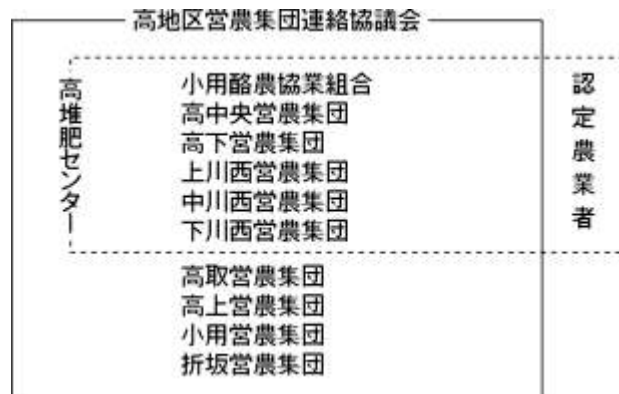 高地区営農集団連絡協議会
高堆肥センター
小用酪農協業組合
高中央営農集団
高下営農集団
上川西営農集団
中川西営農集団
下川西営農集団
認定農業者
高取営農集団
高上営農集団
小用営農集団
折坂営農集団